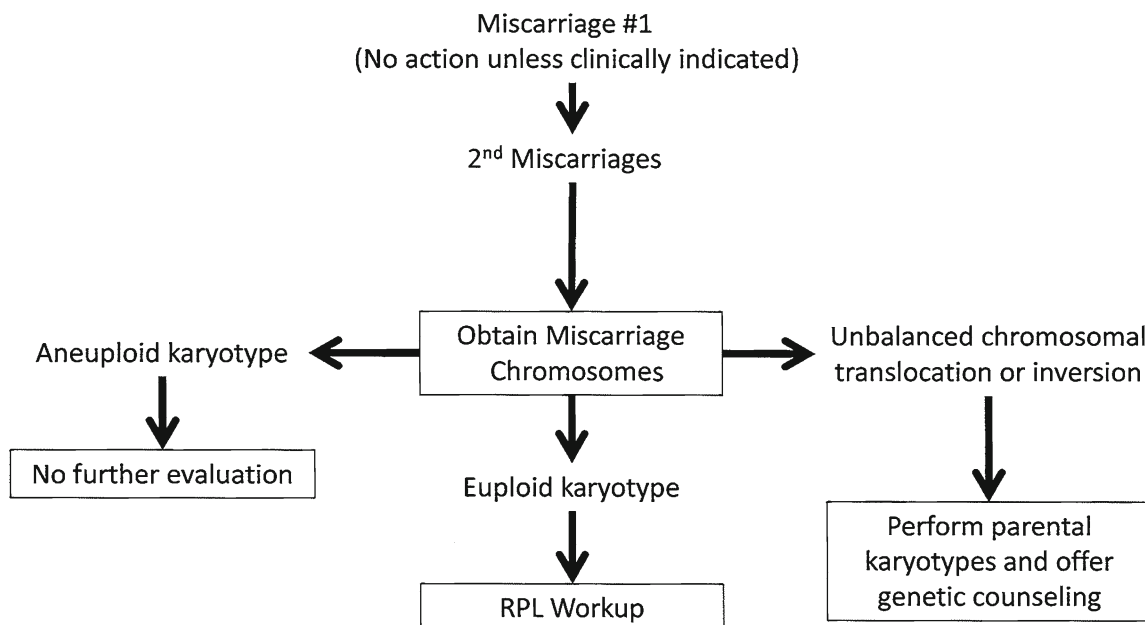 Miscarriage #1
(No action unless clinically indicated)
2nd Miscarriages
Obtain Miscarriage
Chromosomes
Aneuploid karyotype
No further evaluation
Euploid karyotype
RPL Workup
Unbalanced chromosomal
translocation or inversion
Perform parental
karyotypes and offer
genetic counseling